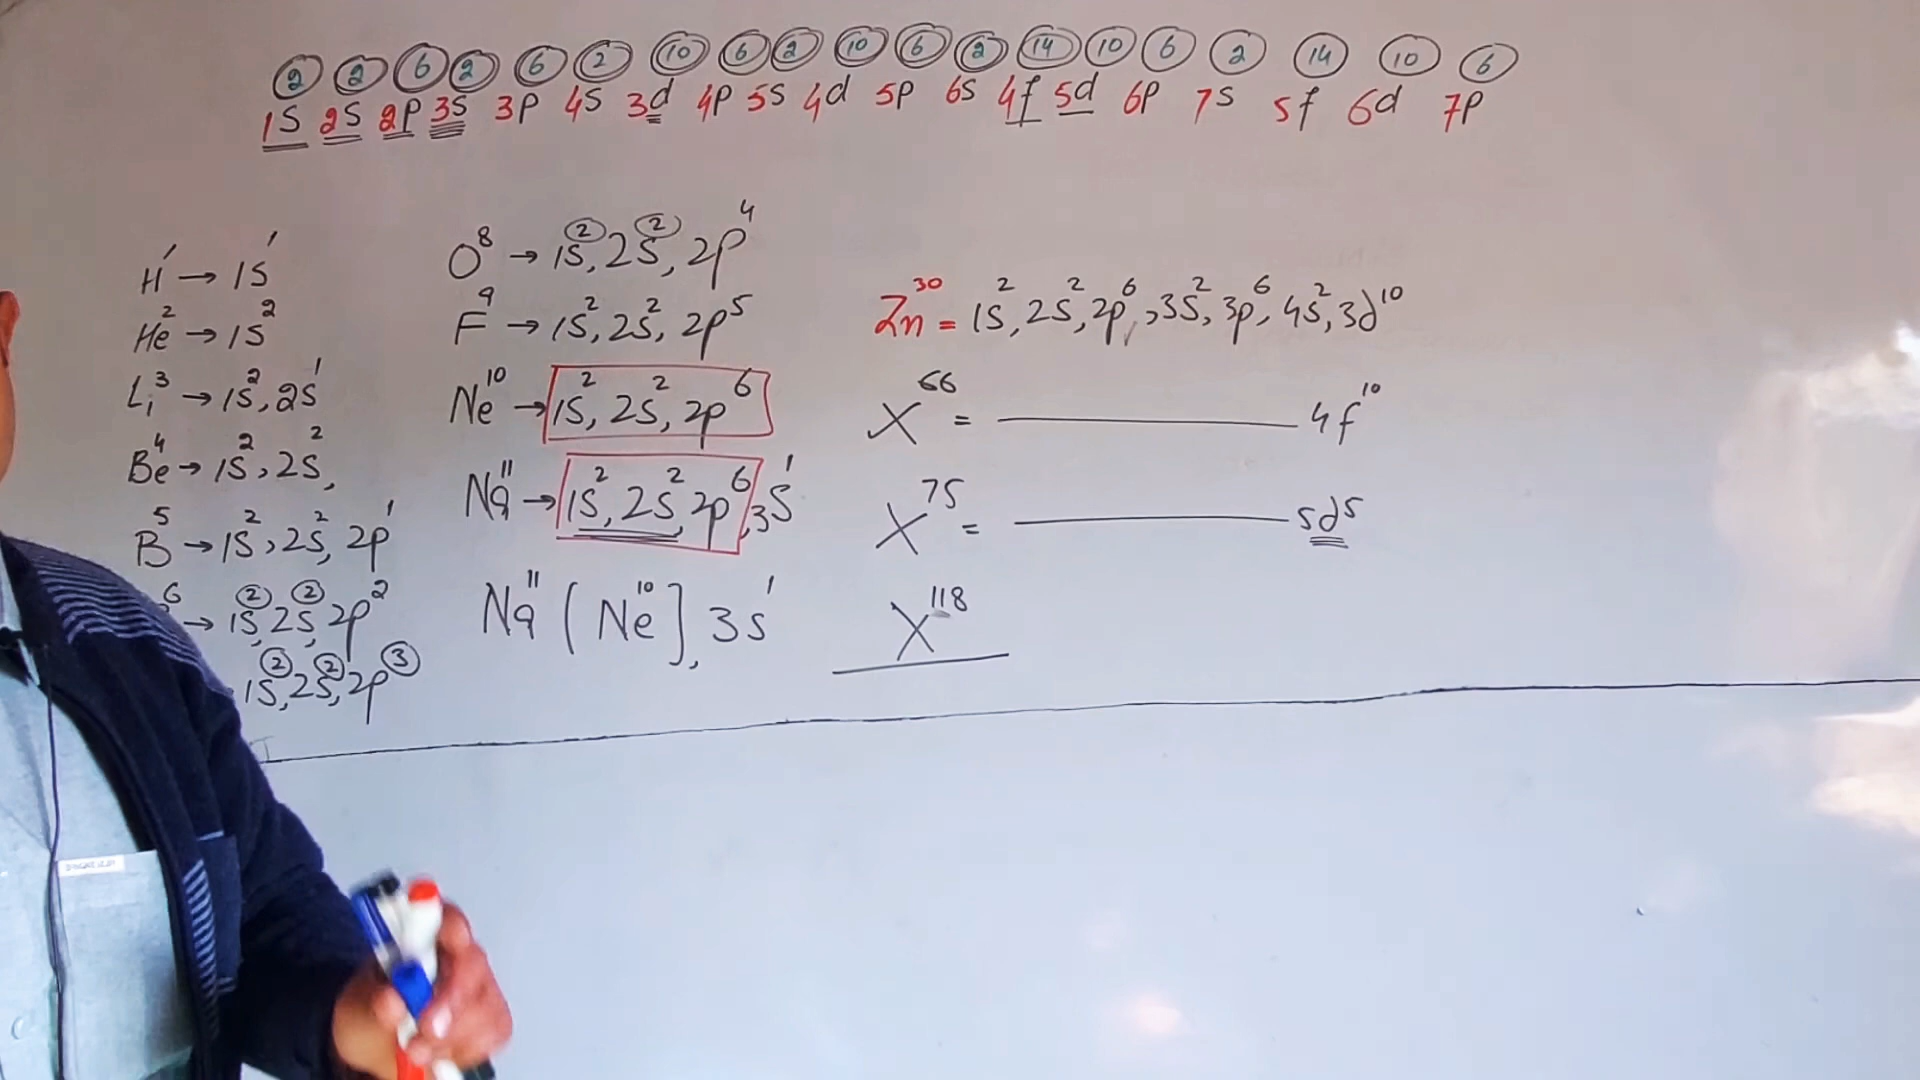 2 2 6 2 6 2 10 6 2 10 6 2 14 10 6 2 14 10 6
1s 2s 2p 3s 3p 4s 3d 4p 5s 4d 5p 6s 4f 5d 6p 7s 5f 6d 7p
H¹ → 1s¹
He² → 1s²
Li³ → 1s², 2s¹
Be⁴ → 1s², 2s²,
B⁵ → 1s², 2s², 2p¹
⁶ → 1s², 2s², 2p²
1s², 2s², 2p³
O⁸ → 1s², 2s², 2p⁴
F⁹ → 1s², 2s², 2p⁵
Ne¹⁰ → 1s², 2s², 2p⁶
Na¹¹ → 1s², 2s², 2p⁶, 3s¹
Na¹¹ [Ne¹⁰], 3s¹
Zn³⁰ = 1s², 2s², 2p⁶, 3s², 3p⁶, 4s², 3d¹⁰
X⁶⁶ = ———— 4f¹⁰
X⁷⁵ = ———— 5d⁵
X¹¹⁸